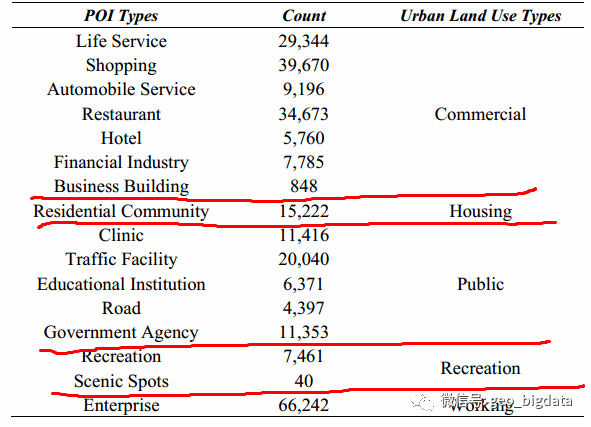 POI Types Count Urban Land Use Types
Life Service 29,344
Shopping 39,670
Automobile Service 9,196
Restaurant 34,673 Commercial
Hotel 5,760
Financial Industry 7,785
Business Building 848
Residential Community 15,222 Housing
Clinic 11,416
Traffic Facility 20,040
Educational Institution 6,371 Public
Road 4,397
Government Agency 11,353
Recreation 7,461 Recreation
Scenic Spots 40
Enterprise 66,242 Working
微信号: geo_bigdata